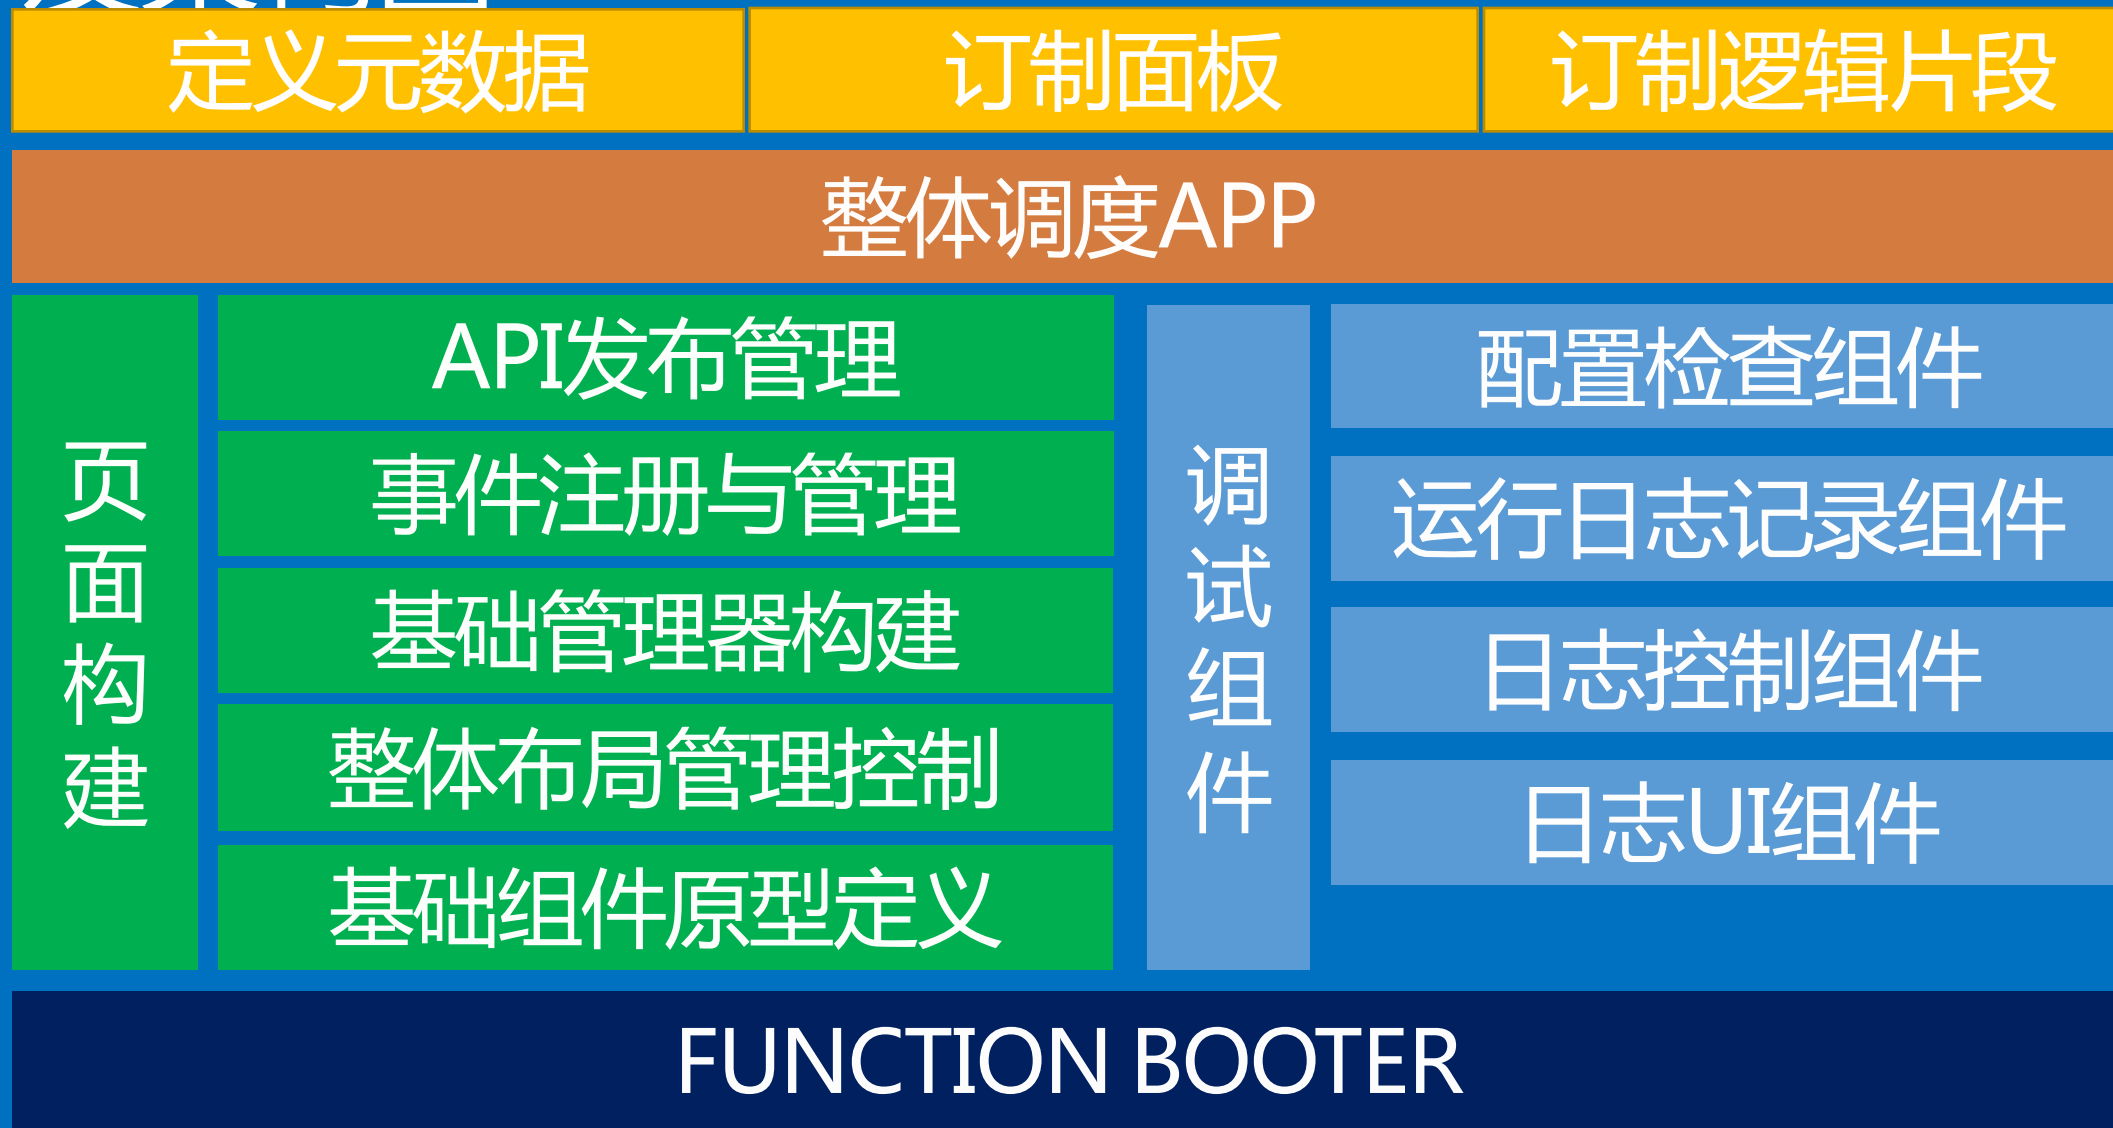 定义元数据
订制面板
订制逻辑片段
整体调度APP
页面构建
API发布管理
事件注册与管理
基础管理器构建
整体布局管理控制
基础组件原型定义
调试组件
配置检查组件
运行日志记录组件
日志控制组件
日志UI组件
FUNCTION BOOTER